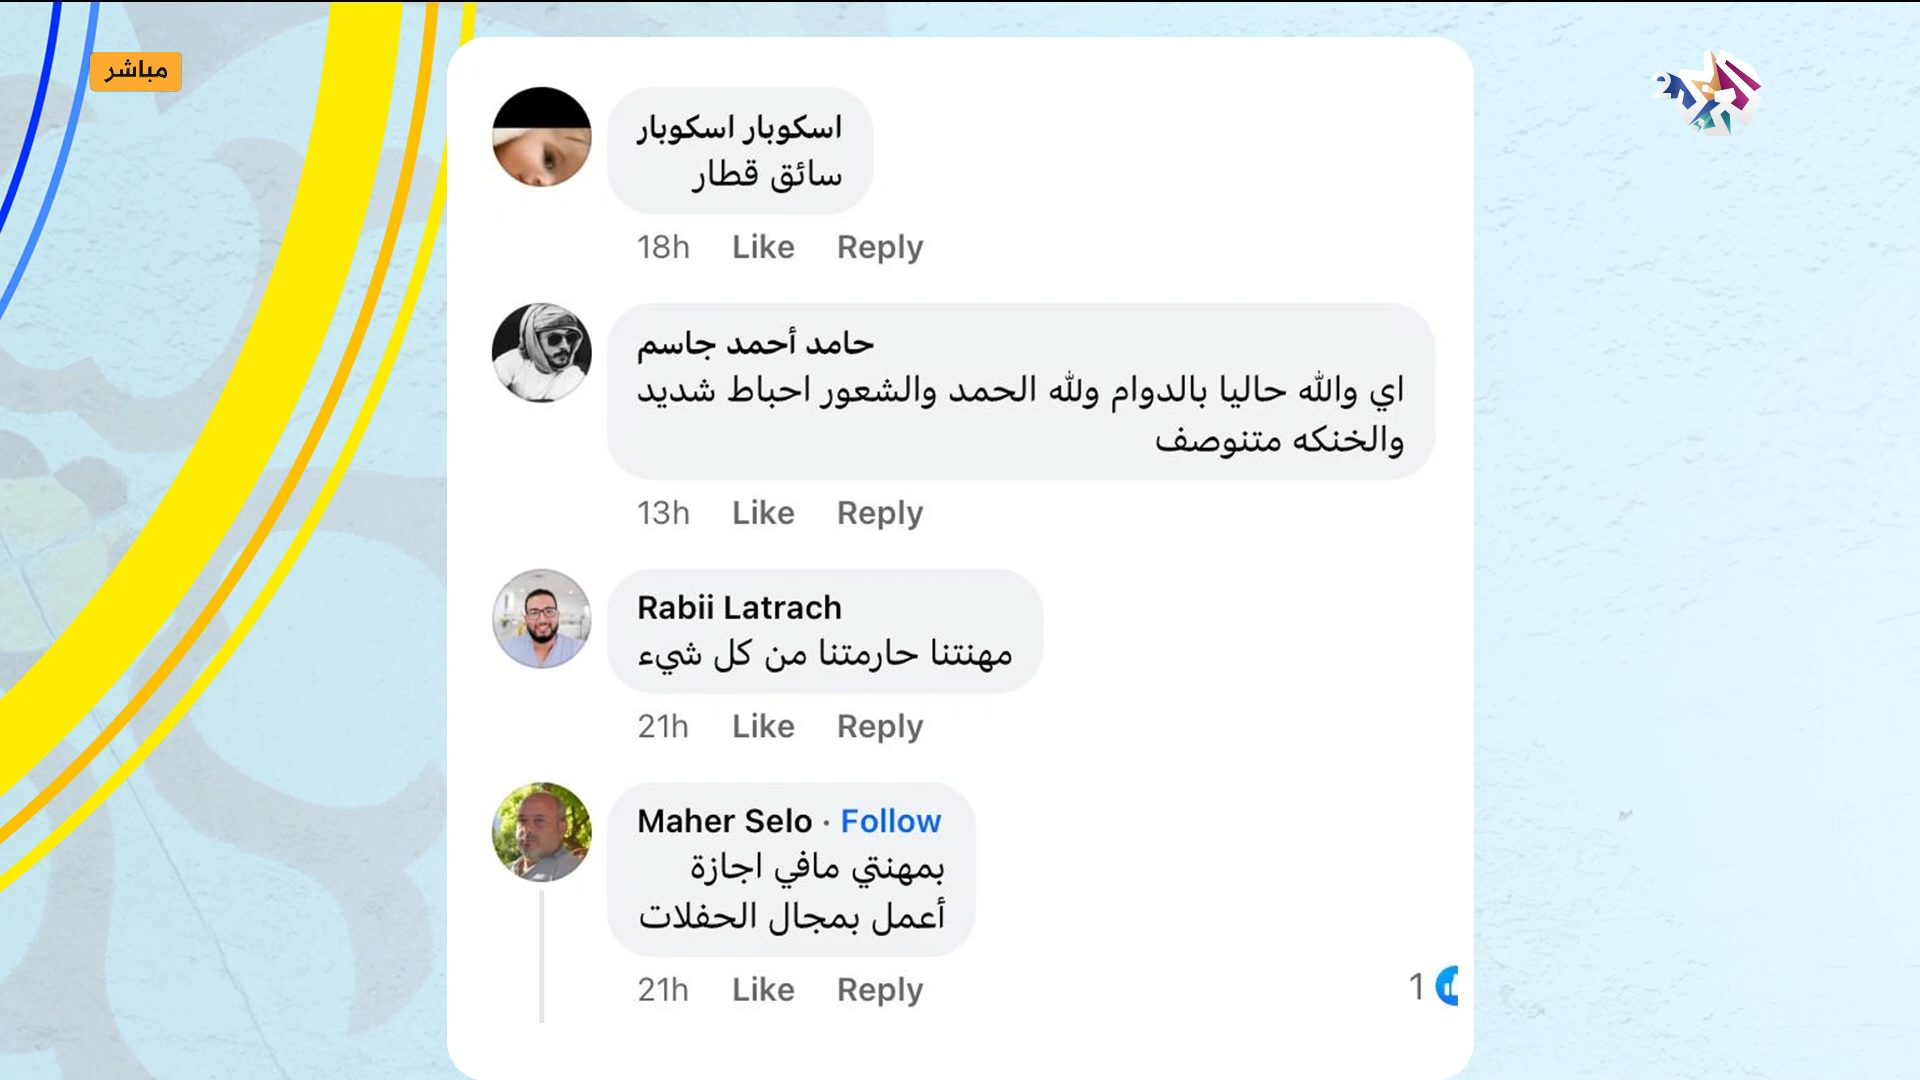 مباشر
العربي
2
اسكوبار اسكوبار
سائق قطار
18h Like Reply
حامد أحمد جاسم
اي والله حاليا بالدوام ولله الحمد والشعور احباط شديد
والخنكه متنوصف
13h Like Reply
Rabii Latrach
مهنتنا حارمتنا من كل شيء
21h Like Reply
Maher Selo · Follow
بمهنتي مافي اجازة
أعمل بمجال الحفلات
21h Like Reply
1